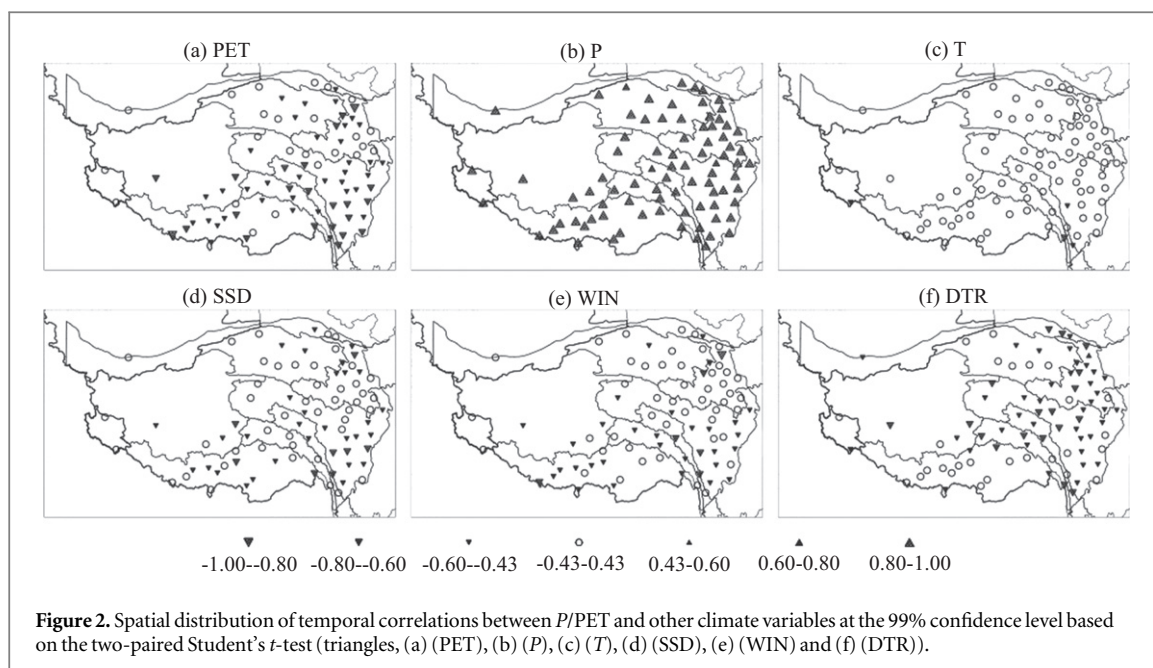 (a) PET (b) P (c) T
(d) SSD (e) WIN (f) DTR
-1.00--0.80 -0.80--0.60 -0.60--0.43 -0.43-0.43 0.43-0.60 0.60-0.80 0.80-1.00
Figure 2. Spatial distribution of temporal correlations between P/PET and other climate variables at the 99% confidence level based
on the two-paired Student's t-test (triangles, (a) (PET), (b) (P), (c) (T), (d) (SSD), (e) (WIN) and (f) (DTR)).